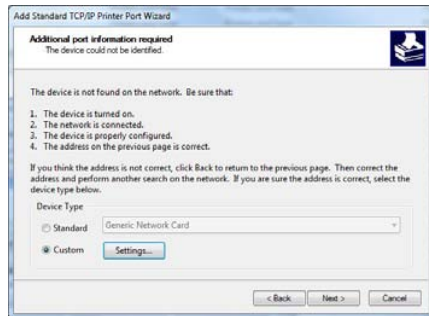 Add Standard TCP/IP Printer Port Wizard
Additional port information required
The device could not be identified.
The device is not found on the network. Be sure that:
1. The device is turned on.
2. The network is connected.
3. The device is properly configured.
4. The address on the previous page is correct.
If you think the address is not correct, click Back to return to the previous page. Then correct the
address and perform another search on the network. If you are sure the address is correct, select the
device type below.
Device Type
Standard
Generic Network Card
Custom
Settings...
< Back
Next >
Cancel